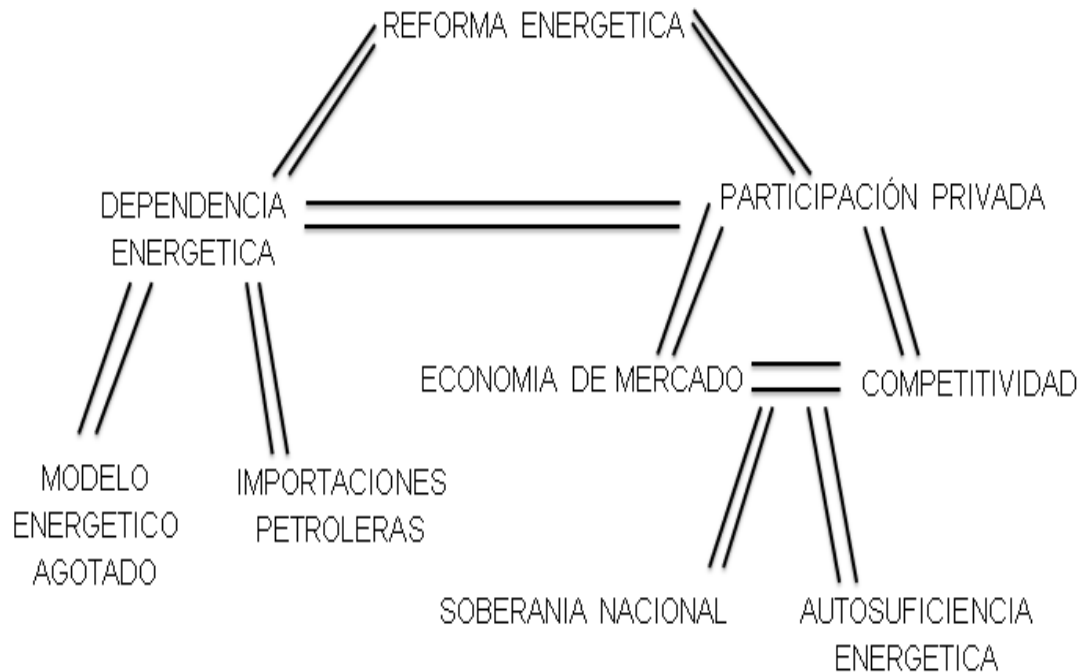 REFORMA ENERGETICA
DEPENDENCIA
ENERGETICA
PARTICIPACIÓN PRIVADA
ECONOMIA DE MERCADO
COMPETITIVIDAD
MODELO
ENERGETICO
AGOTADO
IMPORTACIONES
PETROLERAS
SOBERANIA NACIONAL
AUTOSUFICIENCIA
ENERGETICA